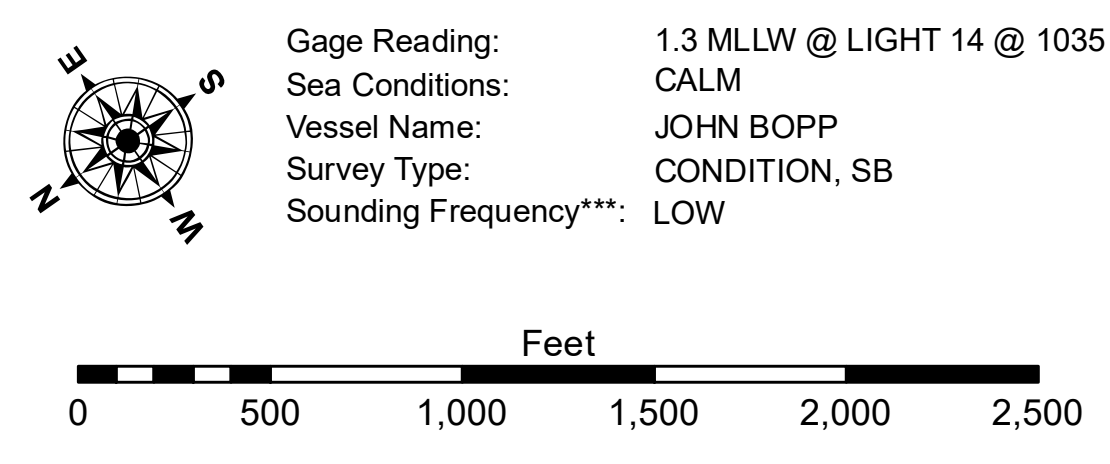 E
S
N
W
Gage Reading: 1.3 MLLW @ LIGHT 14 @ 1035
Sea Conditions: CALM
Vessel Name: JOHN BOPP
Survey Type: CONDITION, SB
Sounding Frequency***: LOW
Feet
0 500 1,000 1,500 2,000 2,500